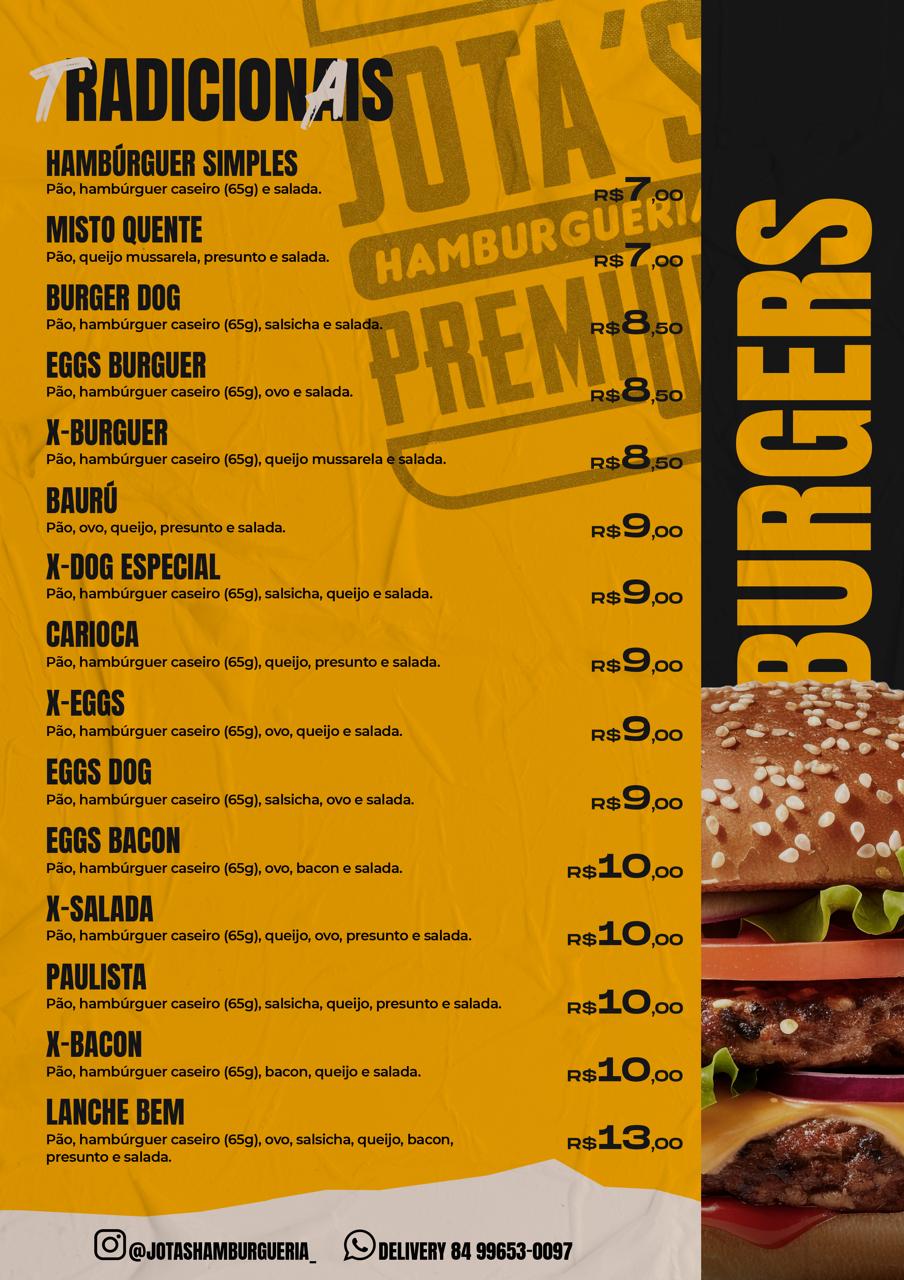 TRADICIONAIS
JOTA'S
HAMBURGUERIA
HAMBÚRGUER SIMPLES
Pão, hambúrguer caseiro (65g) e salada.
R$7,00
MISTO QUENTE
Pão, queijo mussarela, presunto e salada.
R$7,00
BURGER DOG
Pão, hambúrguer caseiro (65g), salsicha e salada.
R$8,50
EGGS BURGUER
Pão, hambúrguer caseiro (65g), ovo e salada.
R$8,50
X-BURGUER
Pão, hambúrguer caseiro (65g), queijo mussarela e salada.
R$8,50
BAURÚ
Pão, ovo, queijo, presunto e salada.
R$9,00
X-DOG ESPECIAL
Pão, hambúrguer caseiro (65g), salsicha, queijo e salada.
R$9,00
CARIOCA
Pão, hambúrguer caseiro (65g), queijo, presunto e salada.
R$9,00
X-EGGS
Pão, hambúrguer caseiro (65g), ovo, queijo e salada.
R$9,00
EGGS DOG
Pão, hambúrguer caseiro (65g), salsicha, ovo e salada.
R$9,00
EGGS BACON
Pão, hambúrguer caseiro (65g), ovo, bacon e salada.
R$10,00
X-SALADA
Pão, hambúrguer caseiro (65g), queijo, ovo, presunto e salada.
R$10,00
PAULISTA
Pão, hambúrguer caseiro (65g), salsicha, queijo, presunto e salada.
R$10,00
X-BACON
Pão, hambúrguer caseiro (65g), bacon, queijo e salada.
R$10,00
LANCHE BEM
Pão, hambúrguer caseiro (65g), ovo, salsicha, queijo, bacon,
presunto e salada.
R$13,00
@JOTASHAMBURGUERIA_
DELIVERY 84 99653-0097
BURGERS